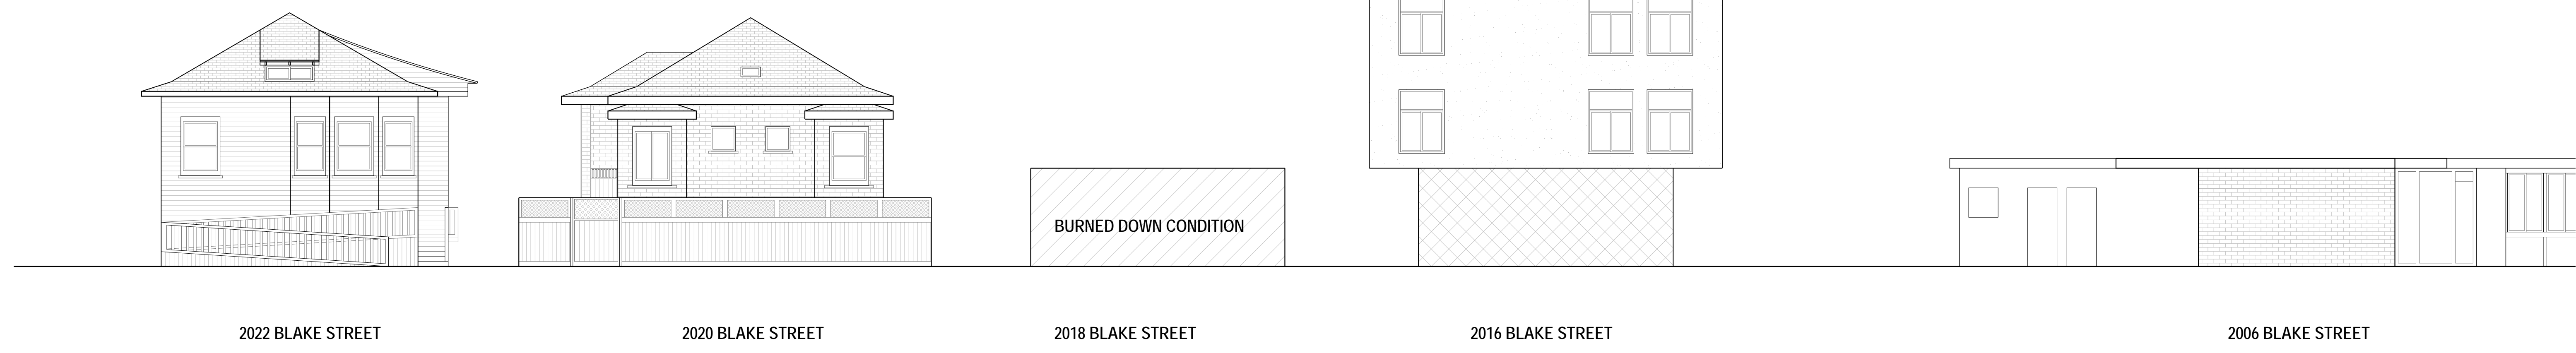 BURNED DOWN CONDITION
2022 BLAKE STREET
2020 BLAKE STREET
2018 BLAKE STREET
2016 BLAKE STREET
2006 BLAKE STREET